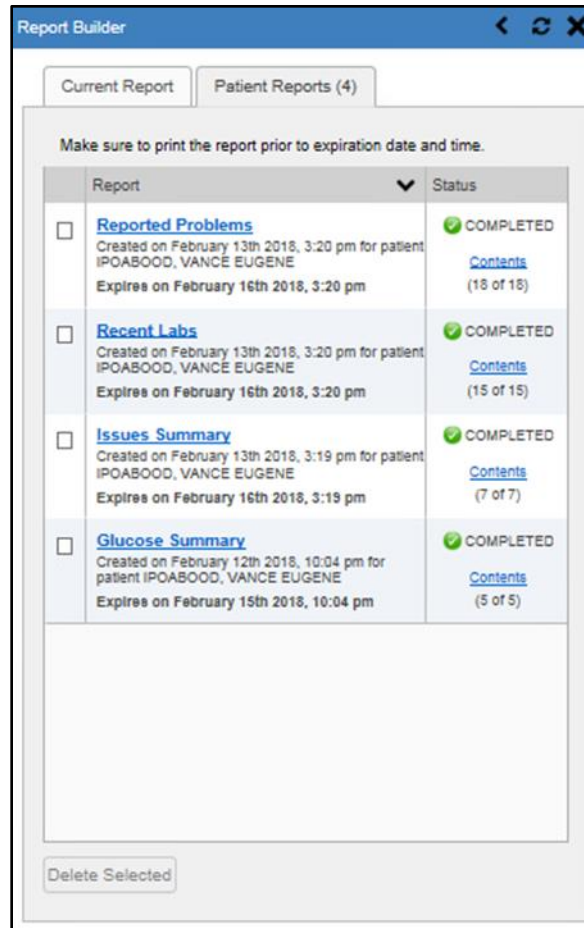 Report Builder
Current Report
Patient Reports (4)
Make sure to print the report prior to expiration date and time.
Report
Status
Reported Problems
Created on February 13th 2018, 3:20 pm for patient
IPOABOOD, VANCE EUGENE
Expires on February 16th 2018, 3:20 pm
COMPLETED
Contents
(18 of 18)
Recent Labs
Created on February 13th 2018, 3:20 pm for patient
IPOABOOD, VANCE EUGENE
Expires on February 16th 2018, 3:20 pm
COMPLETED
Contents
(15 of 15)
Issues Summary
Created on February 13th 2018, 3:19 pm for patient
IPOABOOD, VANCE EUGENE
Expires on February 16th 2018, 3:19 pm
COMPLETED
Contents
(7 of 7)
Glucose Summary
Created on February 12th 2018, 10:04 pm for
patient IPOABOOD, VANCE EUGENE
Expires on February 15th 2018, 10:04 pm
COMPLETED
Contents
(5 of 5)
Delete Selected